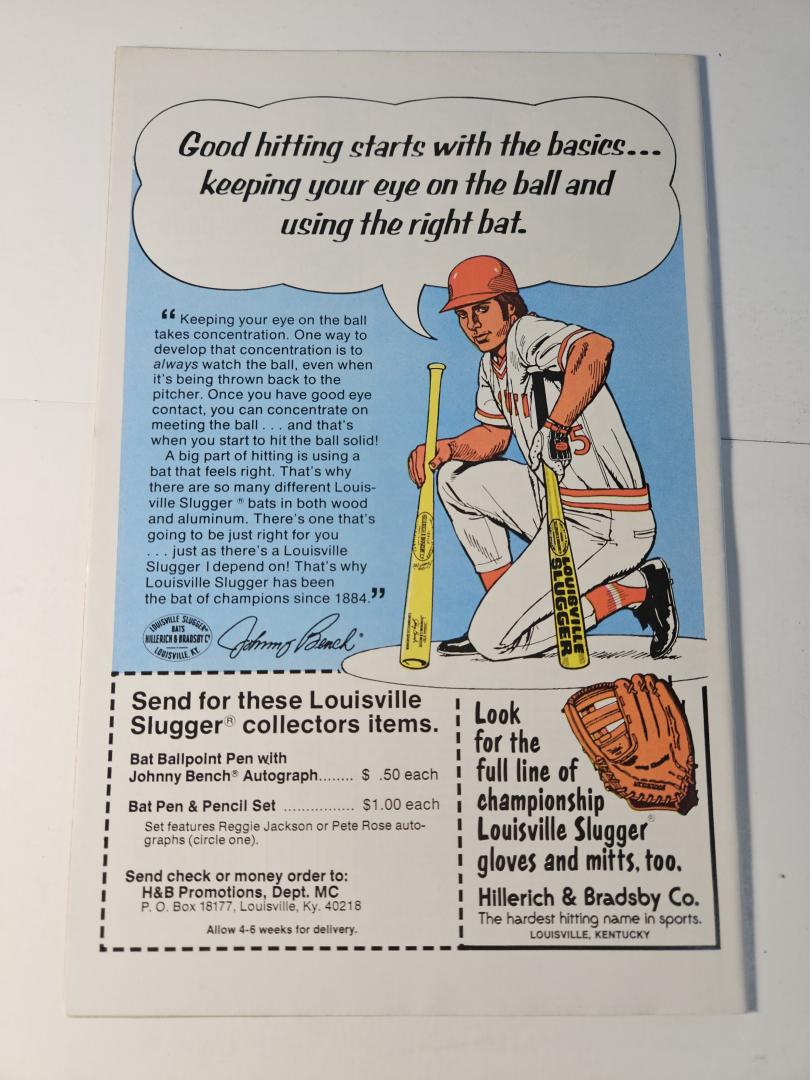 Good hitting starts with the basics...
keeping your eye on the ball and
using the right bat.
“ Keeping your eye on the ball
takes concentration. One way to
develop that concentration is to
always watch the ball, even when
it's being thrown back to the
pitcher. Once you have good eye
contact, you can concentrate on
meeting the ball . . . and that's
when you start to hit the ball solid!
A big part of hitting is using a
bat that feels right. That's why
there are so many different Louis-
ville Slugger ® bats in both wood
and aluminum. There's one that's
going to be just right for you
. . . just as there's a Louisville
Slugger I depend on! That's why
Louisville Slugger has been
the bat of champions since 1884.”
LOUISVILLE SLUGGER
BATS
HILLERICH & BRADSBY Cº
LOUISVILLE, KY.
Johnny Bench®
5
LOUISVILLE
SLUGGER
Send for these Louisville
Slugger® collectors items.
Bat Ballpoint Pen with
Johnny Bench® Autograph........ $ .50 each
Bat Pen & Pencil Set ................ $1.00 each
Set features Reggie Jackson or Pete Rose auto-
graphs (circle one).
Send check or money order to:
H&B Promotions, Dept. MC
P. O. Box 18177, Louisville, Ky. 40218
Allow 4-6 weeks for delivery.
Look
for the
full line of
championship
Louisville Slugger®
gloves and mitts, too.
Hillerich & Bradsby Co.
The hardest hitting name in sports.
LOUISVILLE, KENTUCKY